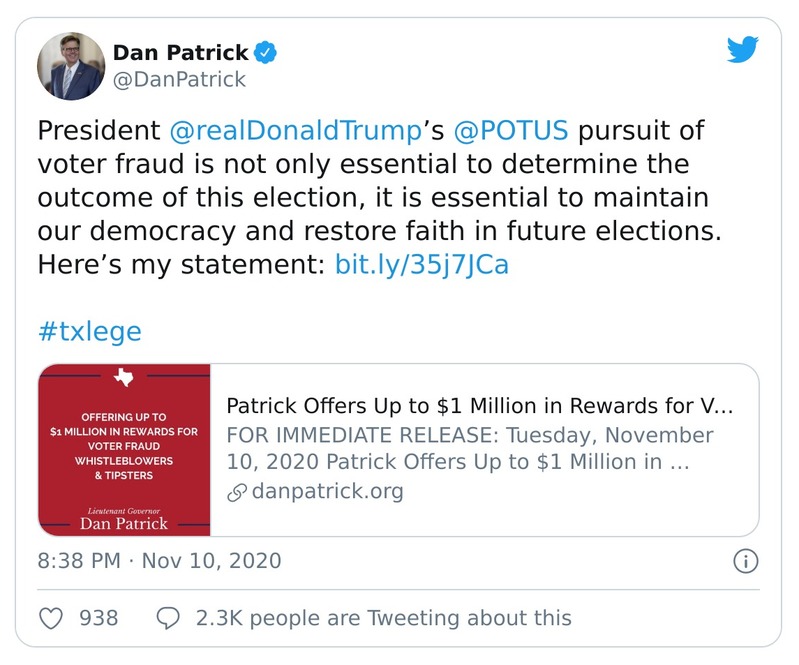 Dan Patrick
@DanPatrick
President @realDonaldTrump’s @POTUS pursuit of
voter fraud is not only essential to determine the
outcome of this election, it is essential to maintain
our democracy and restore faith in future elections.
Here’s my statement: bit.ly/35j7JCa
#txlege
OFFERING UP TO
$1 MILLION IN REWARDS FOR
VOTER FRAUD
WHISTLEBLOWERS
& TIPSTERS
Lieutenant Governor
Dan Patrick
Patrick Offers Up to $1 Million in Rewards for V...
FOR IMMEDIATE RELEASE: Tuesday, November
10, 2020 Patrick Offers Up to $1 Million in ...
danpatrick.org
8:38 PM · Nov 10, 2020
938
2.3K people are Tweeting about this